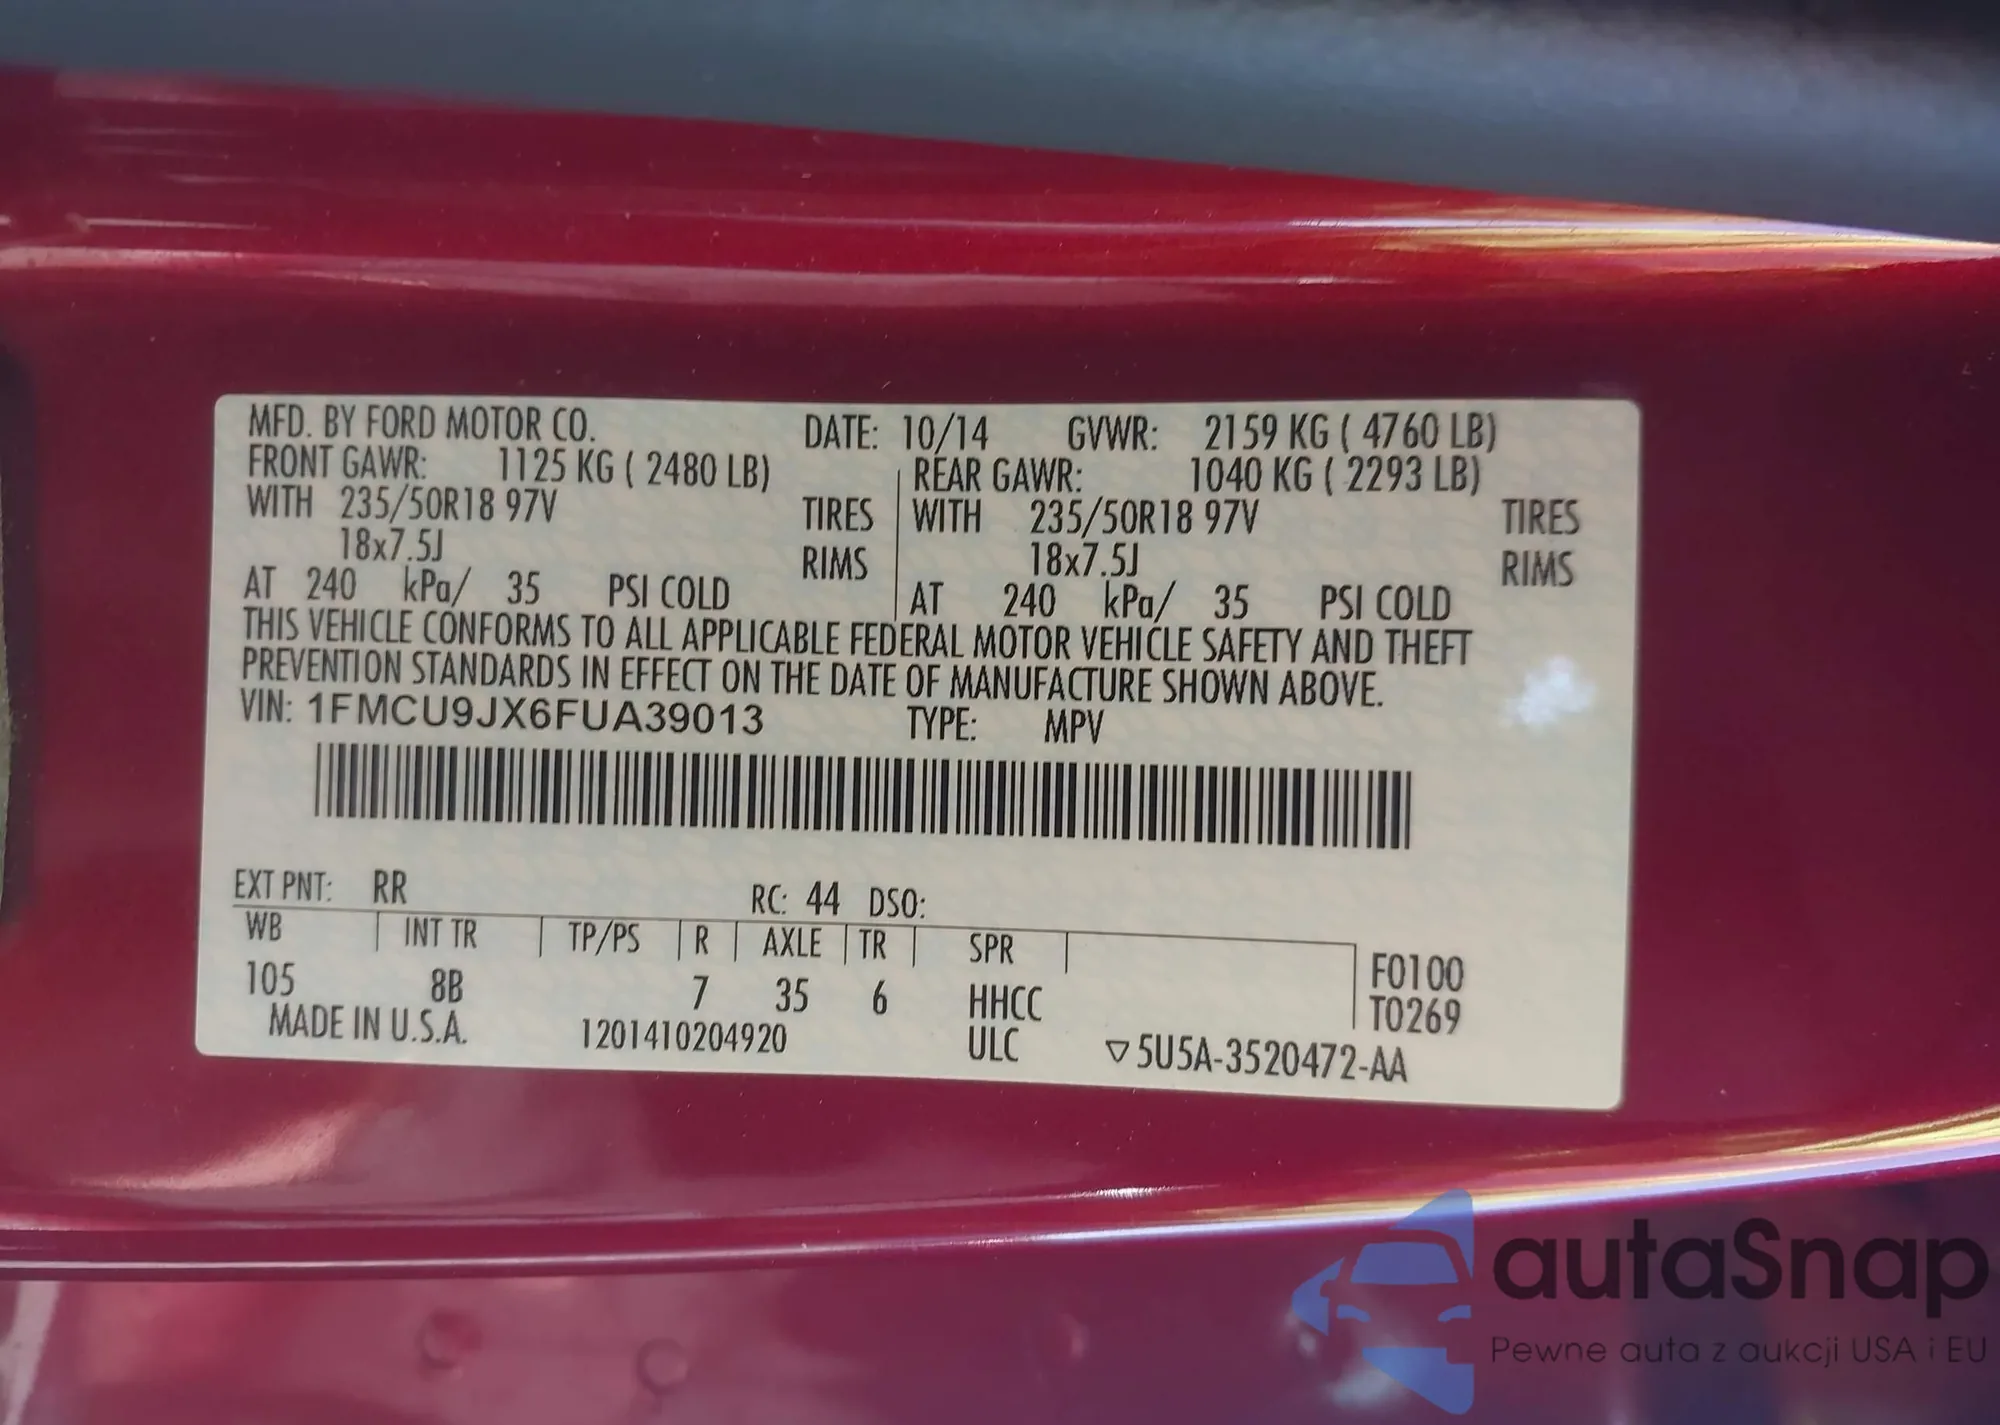 MFD. BY FORD MOTOR CO. DATE: 10/14 GVWR: 2159 KG ( 4760 LB)
FRONT GAWR: 1125 KG ( 2480 LB) REAR GAWR: 1040 KG ( 2293 LB)
WITH 235/50R18 97V TIRES WITH 235/50R18 97V TIRES
18x7.5J RIMS 18x7.5J RIMS
AT 240 kPa/ 35 PSI COLD AT 240 kPa/ 35 PSI COLD
THIS VEHICLE CONFORMS TO ALL APPLICABLE FEDERAL MOTOR VEHICLE SAFETY AND THEFT
PREVENTION STANDARDS IN EFFECT ON THE DATE OF MANUFACTURE SHOWN ABOVE.
VIN: 1FMCU9JX6FUA39013 TYPE: MPV
EXT PNT: RR RC: 44 DSO:
WB INT TR TP/PS R AXLE TR SPR
105 8B 7 35 6 HHCC F0100
MADE IN U.S.A. 1201410204920 ULC T0269
▽5U5A-3520472-AA
autaSnap
Pewne auta z aukcji USA i EU